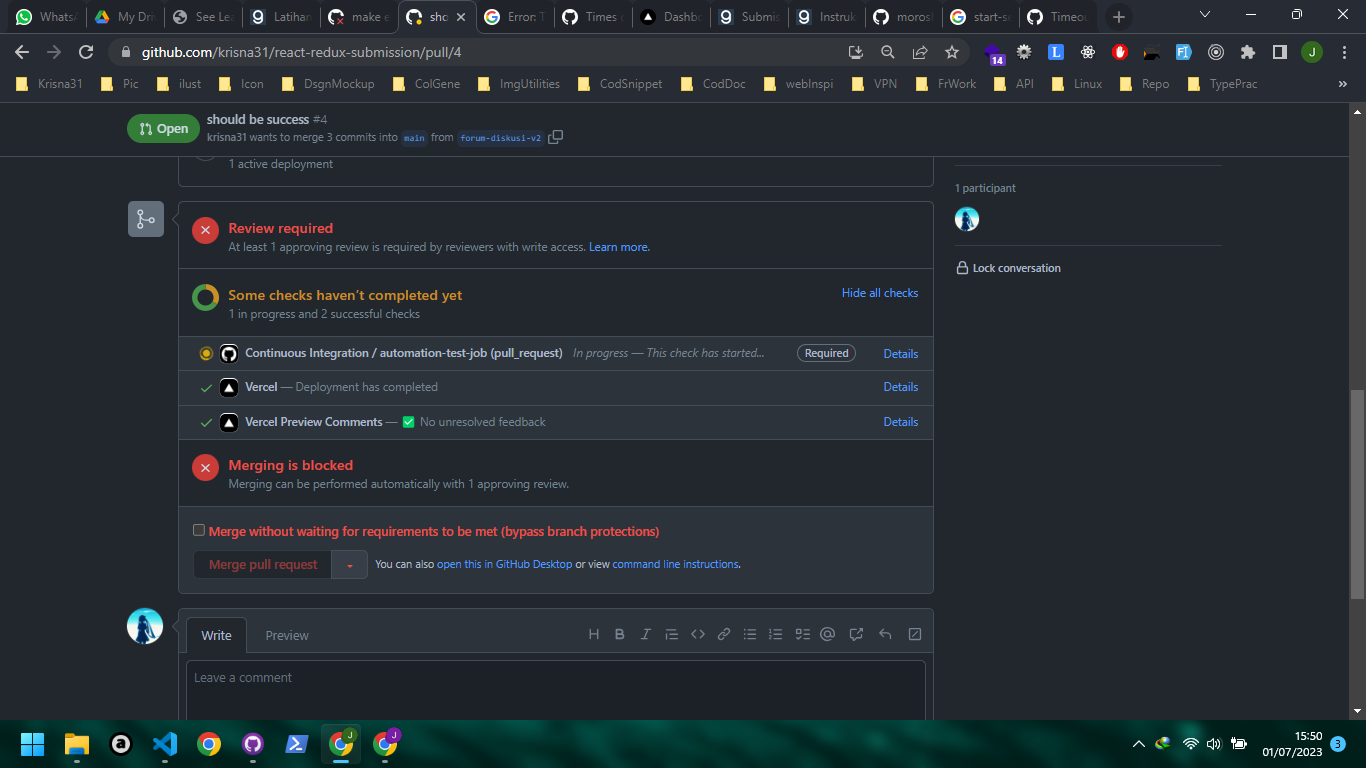 WhatsA
My Driv
See Lea
Latihan
make e
sho
Error: T
Times o
Dashbo
Submis
Instruk
moros
start-se
Timeou
github.com/krisna31/react-redux-submission/pull/4
14
L
J
Krisna31
Pic
ilust
Icon
DsgnMockup
ColGene
ImgUtilities
CodSnippet
CodDoc
webInspi
VPN
FrWork
API
Linux
Repo
TypePrac
»
Open
should be success #4
krisna31 wants to merge 3 commits into main from forum-diskusi-v2
1 active deployment
1 participant
Lock conversation
Review required
At least 1 approving review is required by reviewers with write access. Learn more.
Some checks haven't completed yet
Hide all checks
1 in progress and 2 successful checks
Continuous Integration / automation-test-job (pull_request) In progress — This check has started... Required Details
Vercel — Deployment has completed Details
Vercel Preview Comments — ✅ No unresolved feedback Details
Merging is blocked
Merging can be performed automatically with 1 approving review.
Merge without waiting for requirements to be met (bypass branch protections)
Merge pull request
You can also open this in GitHub Desktop or view command line instructions.
Write
Preview
Leave a comment
15:50
01/07/2023
3